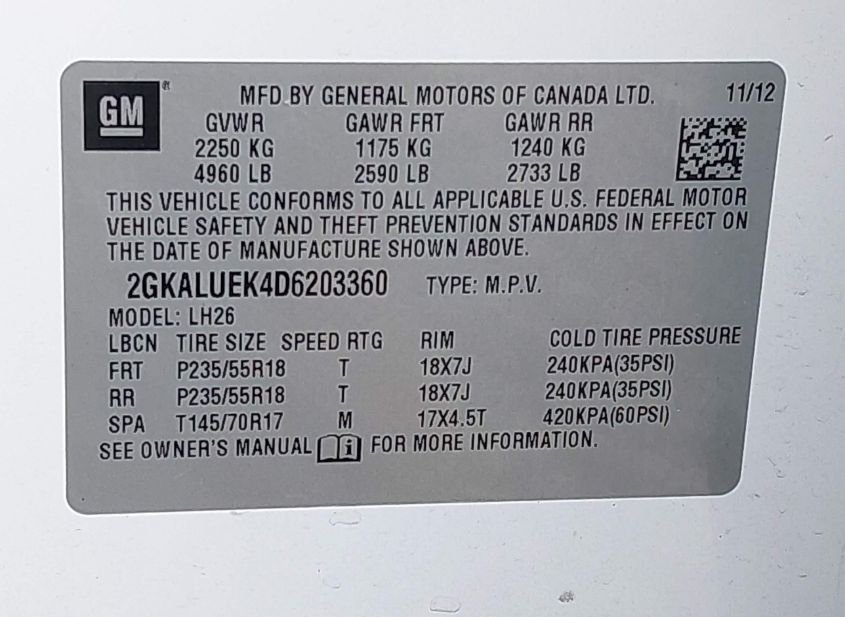 GM ® MFD BY GENERAL MOTORS OF CANADA LTD. 11/12
GVWR GAWR FRT GAWR RR
2250 KG 1175 KG 1240 KG
4960 LB 2590 LB 2733 LB
THIS VEHICLE CONFORMS TO ALL APPLICABLE U.S. FEDERAL MOTOR
VEHICLE SAFETY AND THEFT PREVENTION STANDARDS IN EFFECT ON
THE DATE OF MANUFACTURE SHOWN ABOVE.
2GKALUEK4D6203360 TYPE: M.P.V.
MODEL: LH26
LBCN TIRE SIZE SPEED RTG RIM COLD TIRE PRESSURE
FRT P235/55R18 T 18X7J 240KPA(35PSI)
RR P235/55R18 T 18X7J 240KPA(35PSI)
SPA T145/70R17 M 17X4.5T 420KPA(60PSI)
SEE OWNER'S MANUAL i FOR MORE INFORMATION.